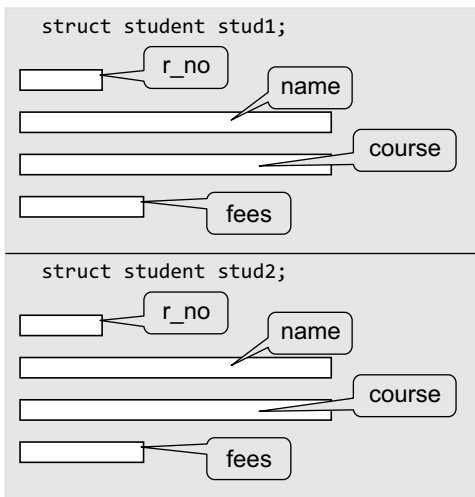 struct student stud1;
r_no
name
course
fees
struct student stud2;
r_no
name
course
fees